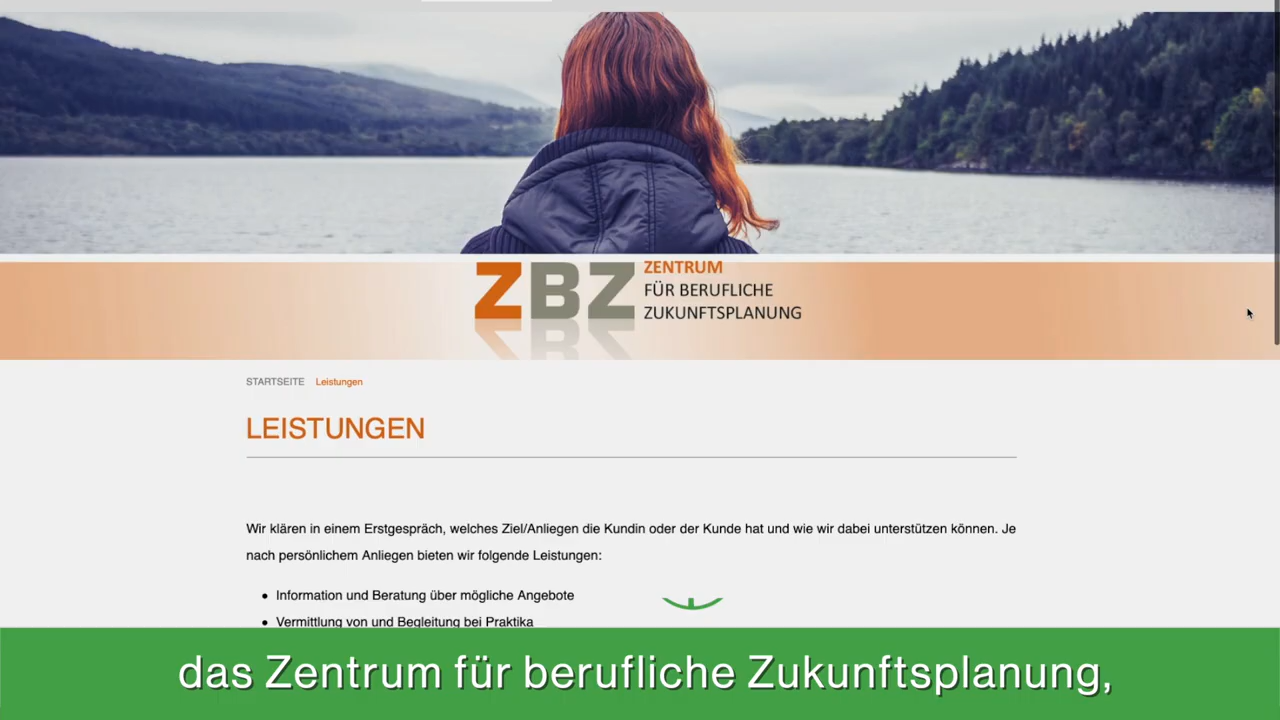 ZBZ ZENTRUM
FÜR BERUFLICHE
ZUKUNFTSPLANUNG
STARTSEITE Leistungen
LEISTUNGEN
Wir klären in einem Erstgespräch, welches Ziel/Anliegen die Kundin oder der Kunde hat und wie wir dabei unterstützen können. Je
nach persönlichem Anliegen bieten wir folgende Leistungen:
• Information und Beratung über mögliche Angebote
• Vermittlung von und Begleitung bei Praktika
das Zentrum für berufliche Zukunftsplanung,